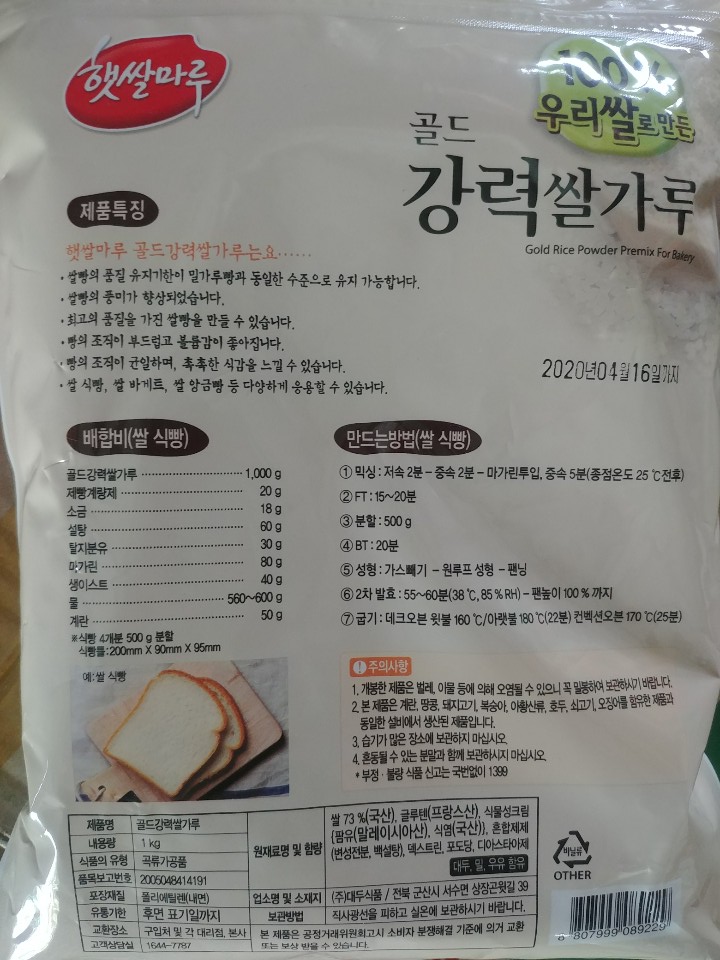 햇쌀마루
100%
우리쌀로만든
골드
강력쌀가루
Gold Rice Powder Premix For Bakery
제품특징
햇쌀마루 골드강력쌀가루는요……
· 쌀빵의 품질 유지기한이 밀가루빵과 동일한 수준으로 유지 가능합니다.
· 쌀빵의 풍미가 향상되었습니다.
· 최고의 품질을 가진 쌀빵을 만들 수 있습니다.
· 빵의 조직이 부드럽고 볼륨감이 좋아집니다.
· 빵의 조직이 균일하며, 촉촉한 식감을 느낄 수 있습니다.
· 쌀 식빵, 쌀 바게트, 쌀 앙금빵 등 다양하게 응용할 수 있습니다.
2020년04월16일까지
배합비(쌀 식빵)
골드강력쌀가루 1,000 g
제빵계량제 20 g
소금 18 g
설탕 60 g
탈지분유 30 g
마가린 80 g
생이스트 40 g
물 560~600 g
계란 50 g
※식빵 4개분 500 g 분할
식빵틀:200mm X 90mm X 95mm
예:쌀 식빵
만드는방법(쌀 식빵)
① 믹싱 : 저속 2분 – 중속 2분 – 마가린투입, 중속 5분(종점온도 25 ℃전후)
② FT : 15~20분
③ 분할 : 500 g
④ BT : 20분
⑤ 성형 : 가스빼기 – 원루프 성형 – 팬닝
⑥ 2차 발효 : 55~60분(38 ℃, 85 % RH) – 팬높이 100 % 까지
⑦ 굽기 : 데크오븐 윗불 160 ℃/아랫불 180 ℃(22분) 컨벡션오븐 170 ℃(25분)
주의사항
1. 개봉한 제품은 벌레, 이물 등에 의해 오염될 수 있으니 꼭 밀봉하여 보관하시기 바랍니다.
2. 본 제품은 계란, 땅콩, 돼지고기, 복숭아, 아황산류, 호두, 쇠고기, 오징어를 함유한 제품과
동일한 설비에서 생산된 제품입니다.
3. 습기가 많은 장소에 보관하지 마십시오.
4. 혼동될 수 있는 분말과 함께 보관하지 마십시오.
* 부정 · 불량 식품 신고는 국번없이 1399
제품명 골드강력쌀가루
내용량 1 kg
식품의 유형 곡류가공품
품목보고번호 2005048414191
포장재질 폴리에틸렌(내면)
유통기한 후면 표기일까지
교환장소 구입처 및 각 대리점, 본사
고객상담실 1644-7787
원재료명 및 함량
쌀 73 %(국산), 글루텐(프랑스산), 식물성크림
{팜유(말레이시아산), 식염(국산)}, 혼합제제
(변성전분, 백설탕), 덱스트린, 포도당, 디아스타아제
대두, 밀, 우유 함유
업소명 및 소재지 (주)대두식품 / 전북 군산시 서수면 상장곤윗길 39
보관방법 직사광선을 피하고 실온에 보관하시기 바랍니다.
본 제품은 공정거래위원회고시 소비자 분쟁해결 기준에 의거 교환
또는 보상 받을 수 있습니다.
비닐류
OTHER
8 807999 089229